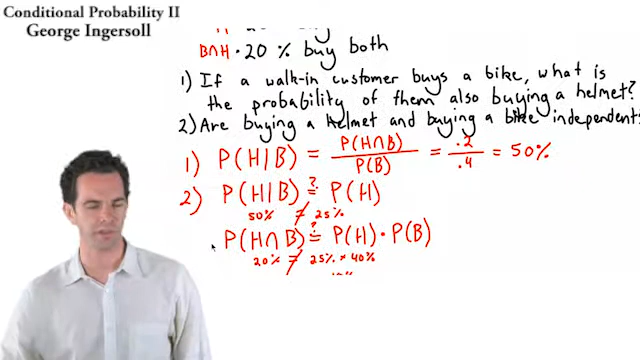 Conditional Probability II
George Ingersoll
B∩H • 20 % buy both
1) If a walk-in customer buys a bike, what is
the probability of them also buying a helmet?
2) Are buying a helmet and buying a bike independent
1) P(H|B) = P(H∩B) / P(B) = .2 / .4 = 50%
2) P(H|B) ≟ P(H)
50% ≠ 25%
P(H∩B) ≟ P(H) • P(B)
20% ≠ 25% × 40%